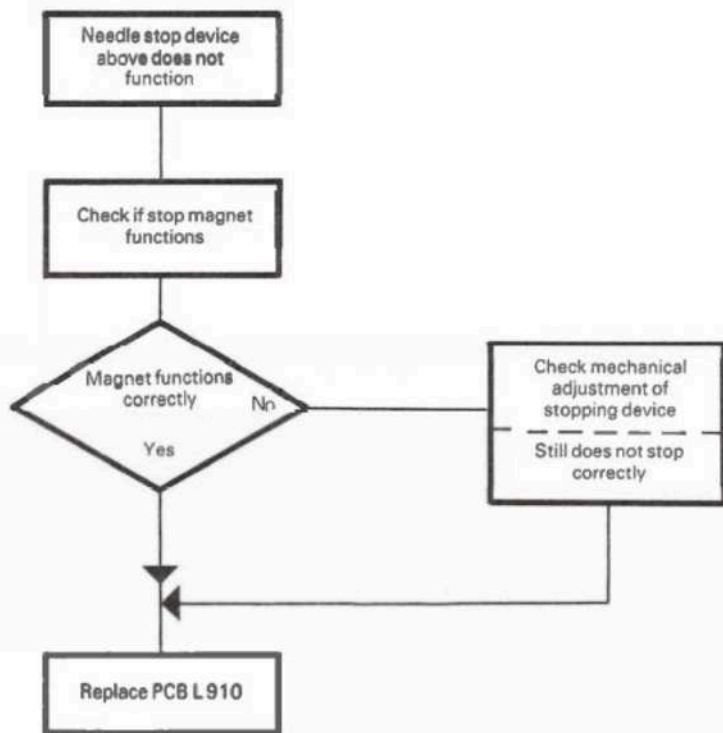 Needle stop device
above does not
function
Check if stop magnet
functions
Magnet functions
correctly
No
Yes
Check mechanical
adjustment of
stopping device
Still does not stop
correctly
Replace PCB L 910